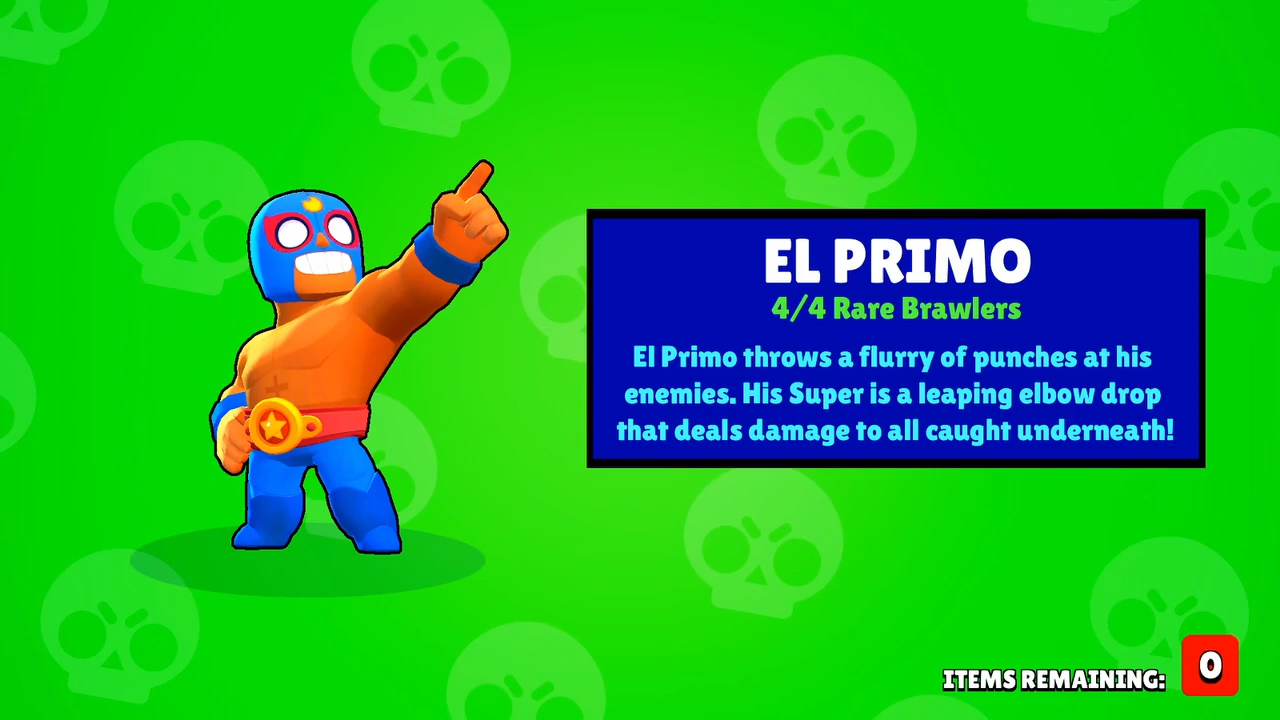 EL PRIMO
4/4 Rare Brawlers
El Primo throws a flurry of punches at his
enemies. His Super is a leaping elbow drop
that deals damage to all caught underneath!
ITEMS REMAINING: 0